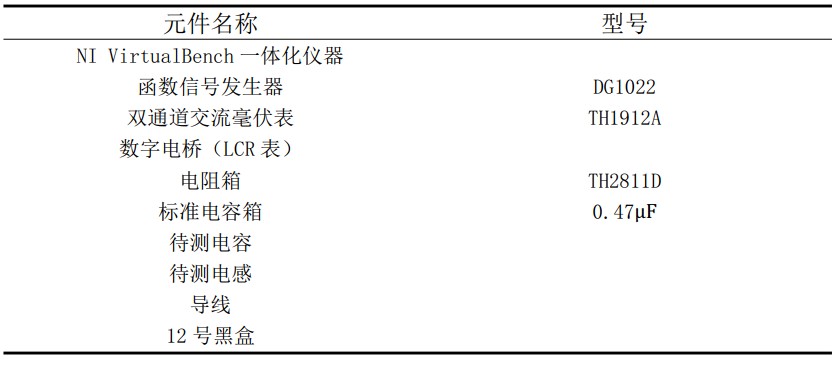 元件名称 型号
NI VirtualBench 一体化仪器
函数信号发生器 DG1022
双通道交流毫伏表 TH1912A
数字电桥（LCR 表）
电阻箱 TH2811D
标准电容箱 0.47μF
待测电容
待测电感
导线
12 号黑盒